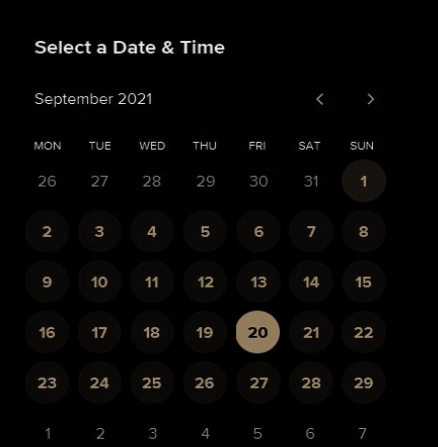 Select a Date & Time
September 2021
MON TUE WED THU FRI SAT SUN
26 27 28 29 30 31 1
2 3 4 5 6 7 8
9 10 11 12 13 14 15
16 17 18 19 20 21 22
23 24 25 26 27 28 29
1 2 3 4 5 6 7